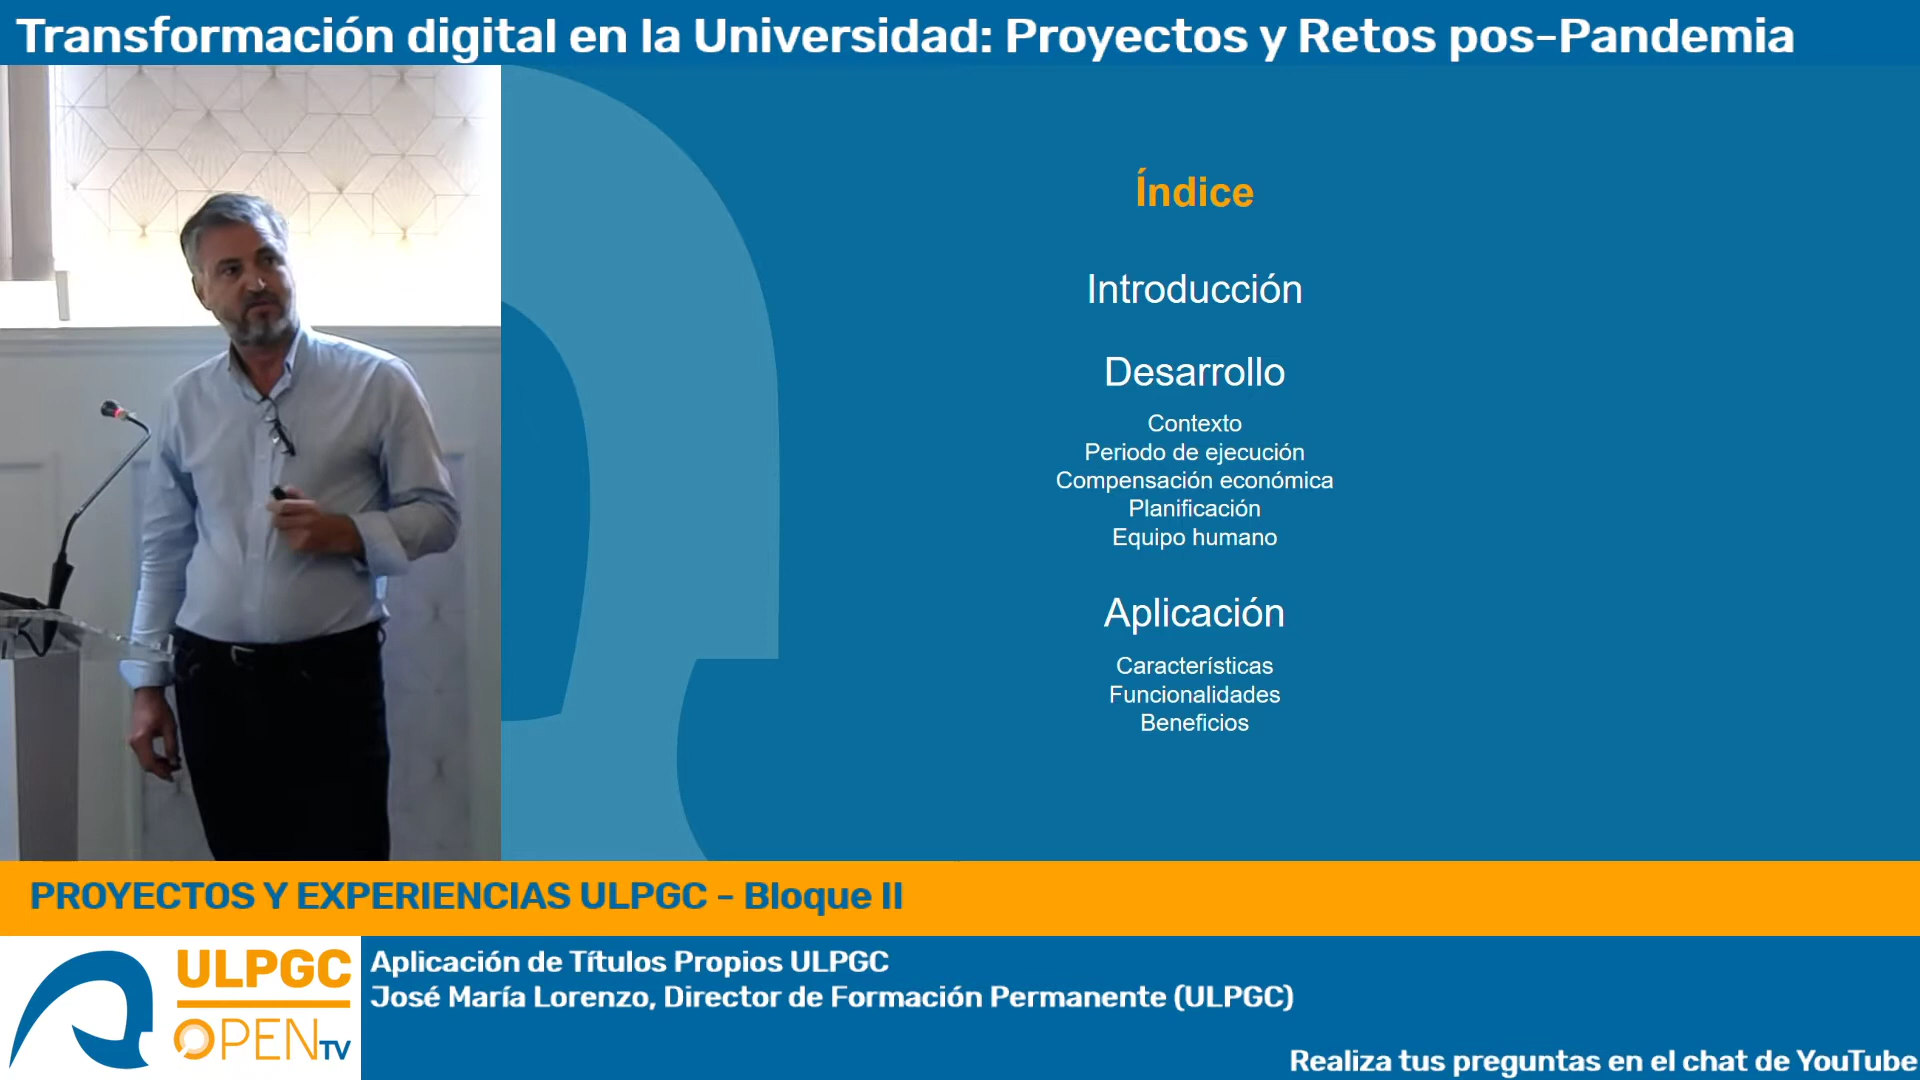 Transformación digital en la Universidad: Proyectos y Retos pos-Pandemia
Índice
Introducción
Desarrollo
Contexto
Periodo de ejecución
Compensación económica
Planificación
Equipo humano
Aplicación
Características
Funcionalidades
Beneficios
PROYECTOS Y EXPERIENCIAS ULPGC - Bloque II
ULPGC
OPENTV
Aplicación de Títulos Propios ULPGC
José María Lorenzo, Director de Formación Permanente (ULPGC)
Realiza tus preguntas en el chat de YouTube